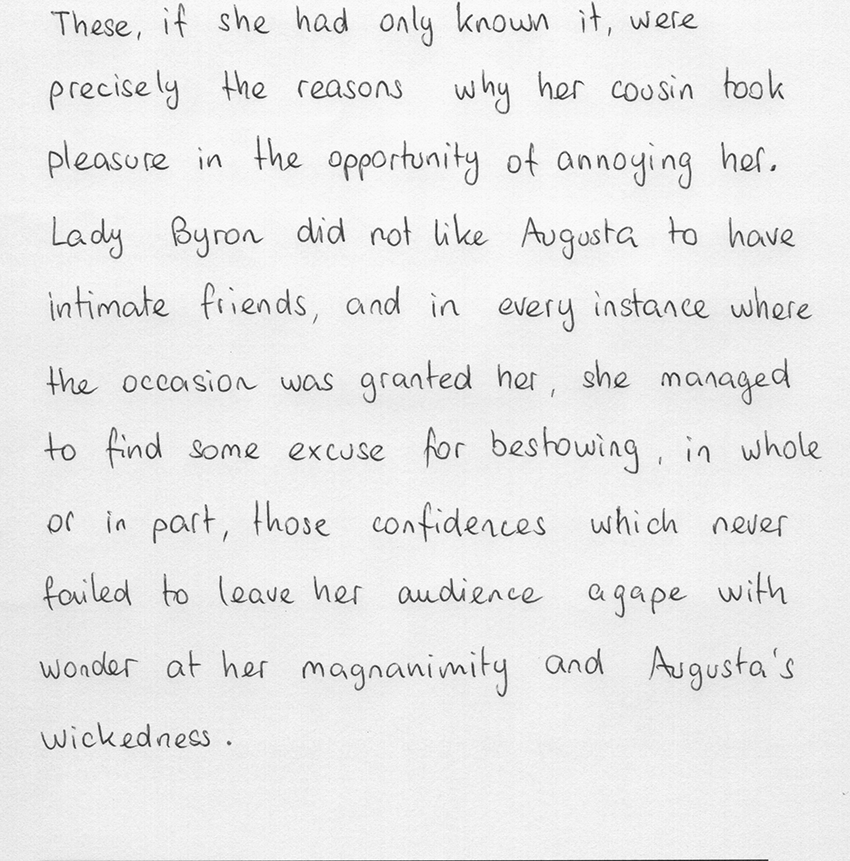 These, if she had only known it, were
precisely the reasons why her cousin took
pleasure in the opportunity of annoying her.
Lady Byron did not like Augusta to have
intimate friends, and in every instance where
the occasion was granted her, she managed
to find some excuse for bestowing, in whole
or in part, those confidences which never
failed to leave her audience agape with
wonder at her magnanimity and Augusta's
wickedness.